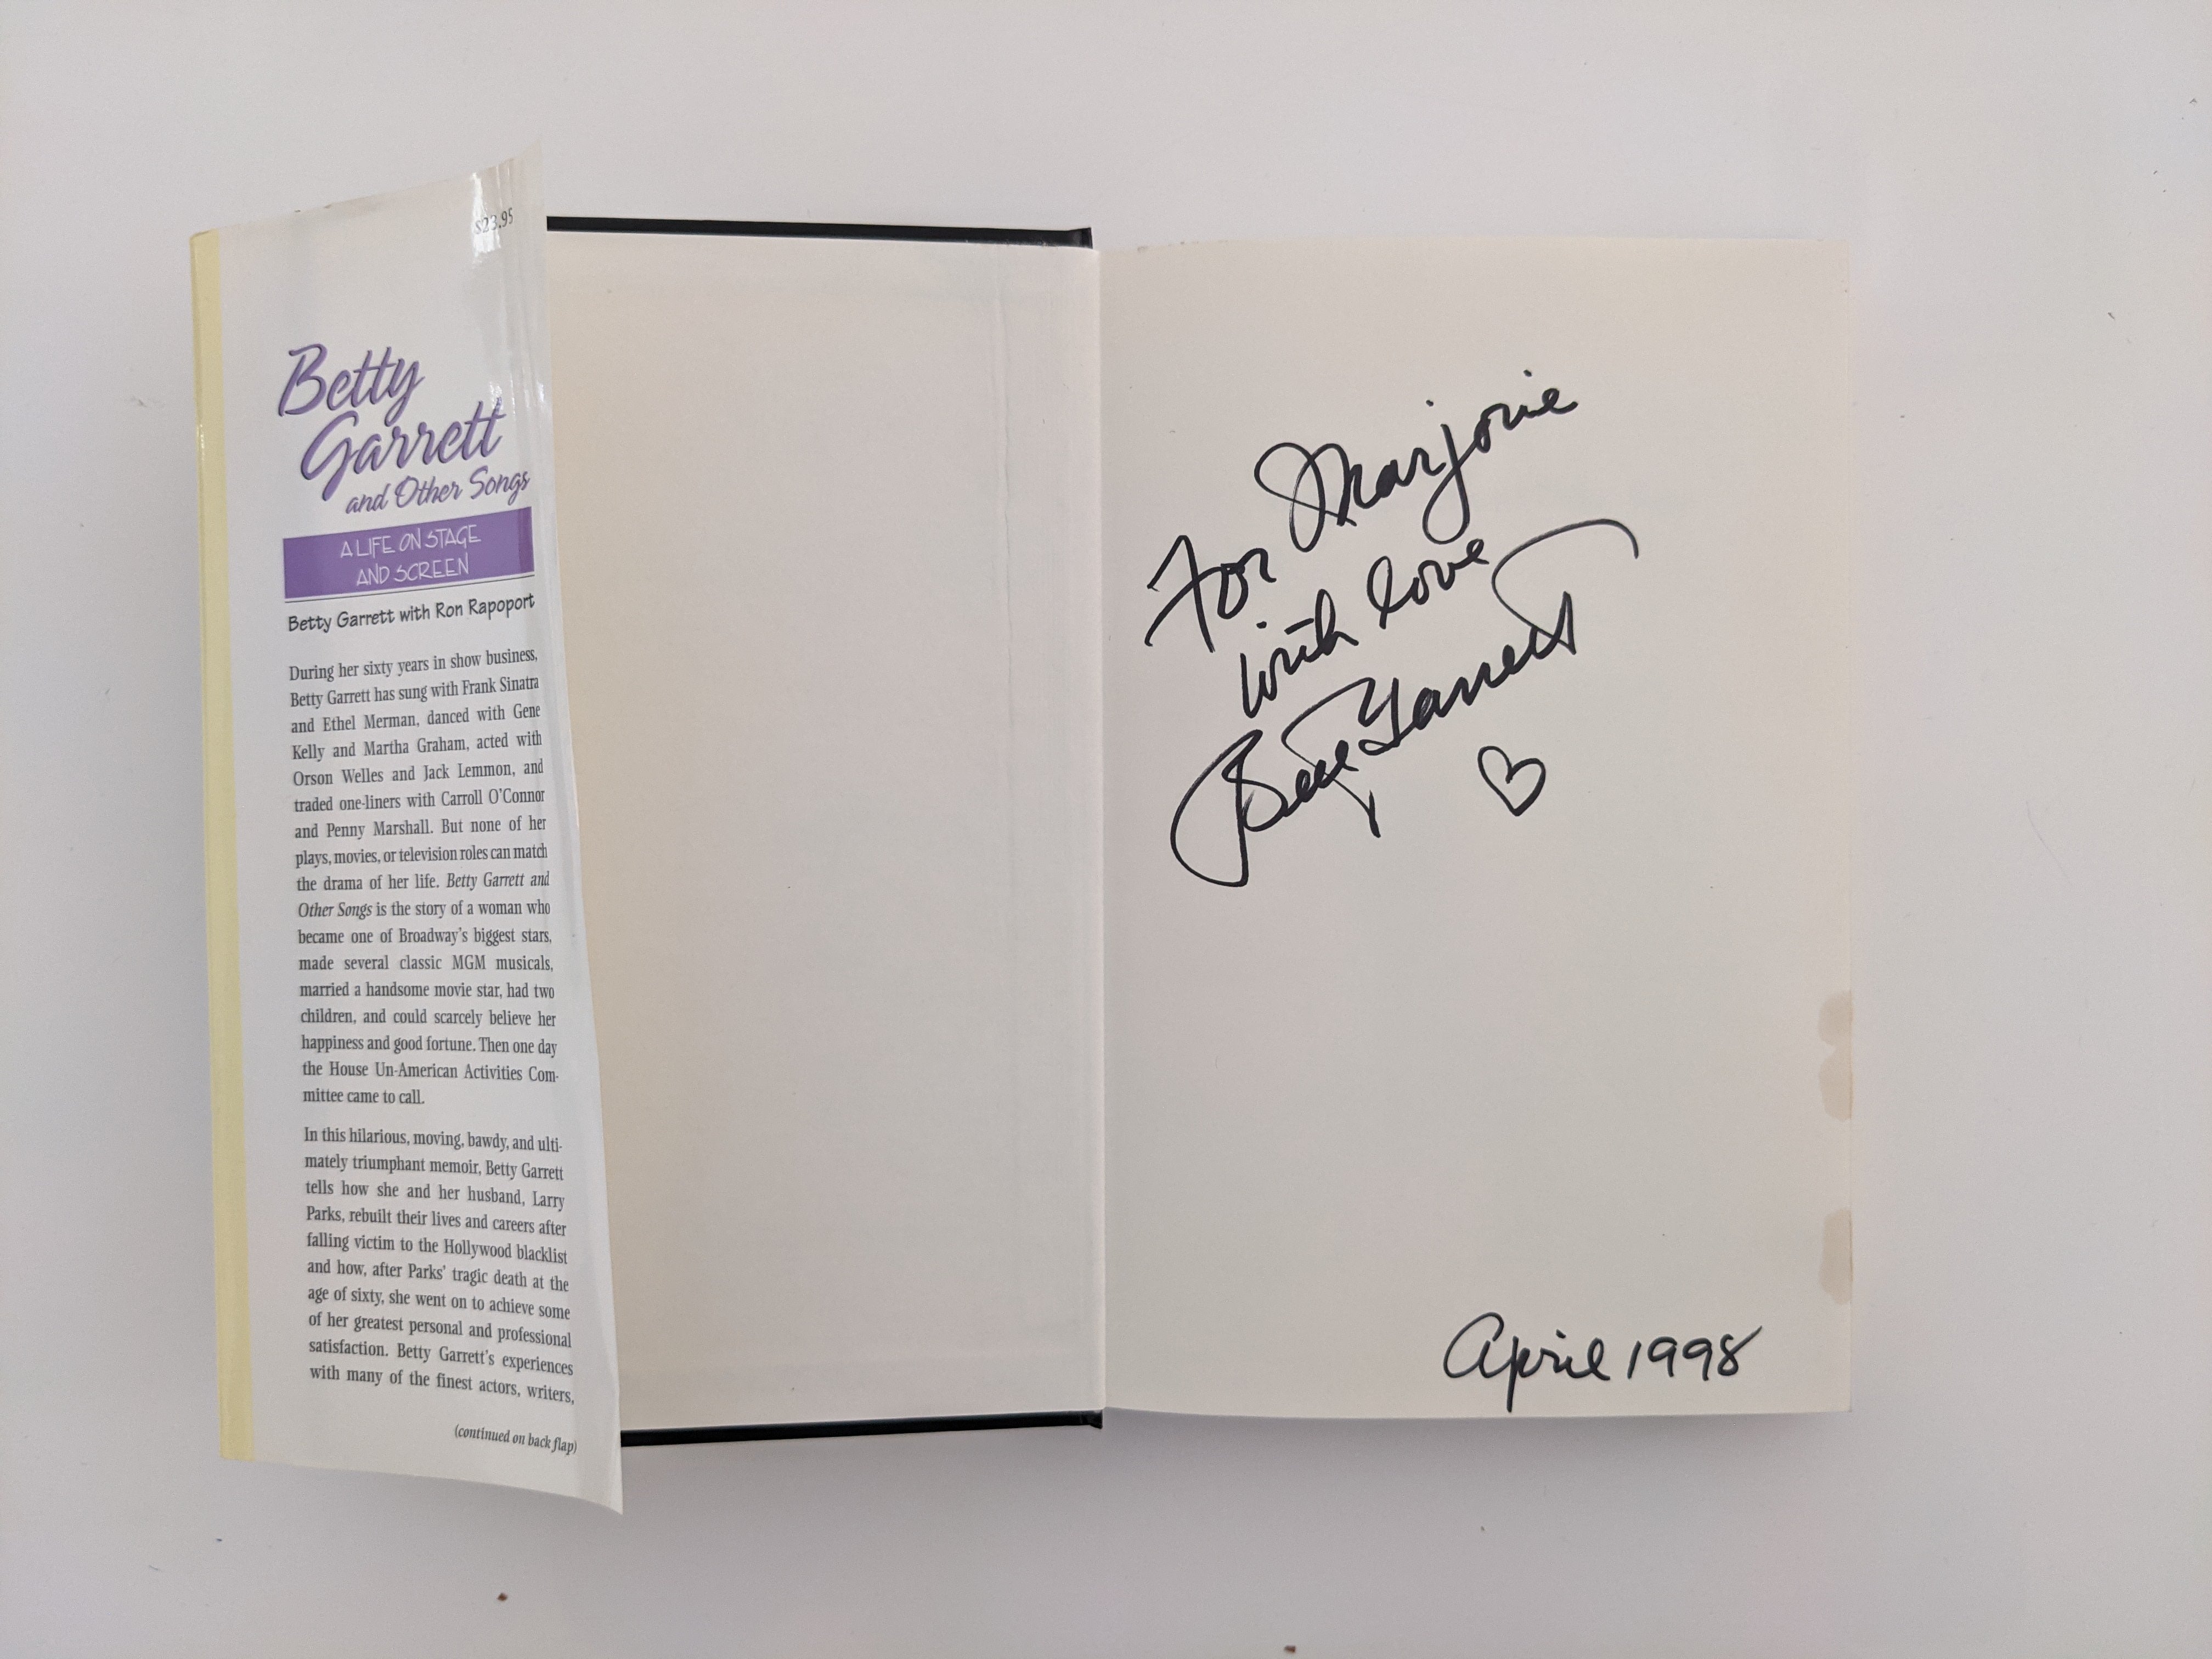 $23.95
Betty
Garrett
and Other Songs
A LIFE ON STAGE
AND SCREEN
Betty Garrett with Ron Rapoport
During her sixty years in show business,
Betty Garrett has sung with Frank Sinatra
and Ethel Merman, danced with Gene
Kelly and Martha Graham, acted with
Orson Welles and Jack Lemmon, and
traded one-liners with Carroll O'Connor
and Penny Marshall. But none of her
plays, movies, or television roles can match
the drama of her life. Betty Garrett and
Other Songs is the story of a woman who
became one of Broadway's biggest stars,
made several classic MGM musicals,
married a handsome movie star, had two
children, and could scarcely believe her
happiness and good fortune. Then one day
the House Un-American Activities Com-
mittee came to call.
In this hilarious, moving, bawdy, and ulti-
mately triumphant memoir, Betty Garrett
tells how she and her husband, Larry
Parks, rebuilt their lives and careers after
falling victim to the Hollywood blacklist
and how, after Parks' tragic death at the
age of sixty, she went on to achieve some
of her greatest personal and professional
satisfaction. Betty Garrett's experiences
with many of the finest actors, writers,
(continued on back flap)
For Marjorie
with love
Betty Garrett
April 1998